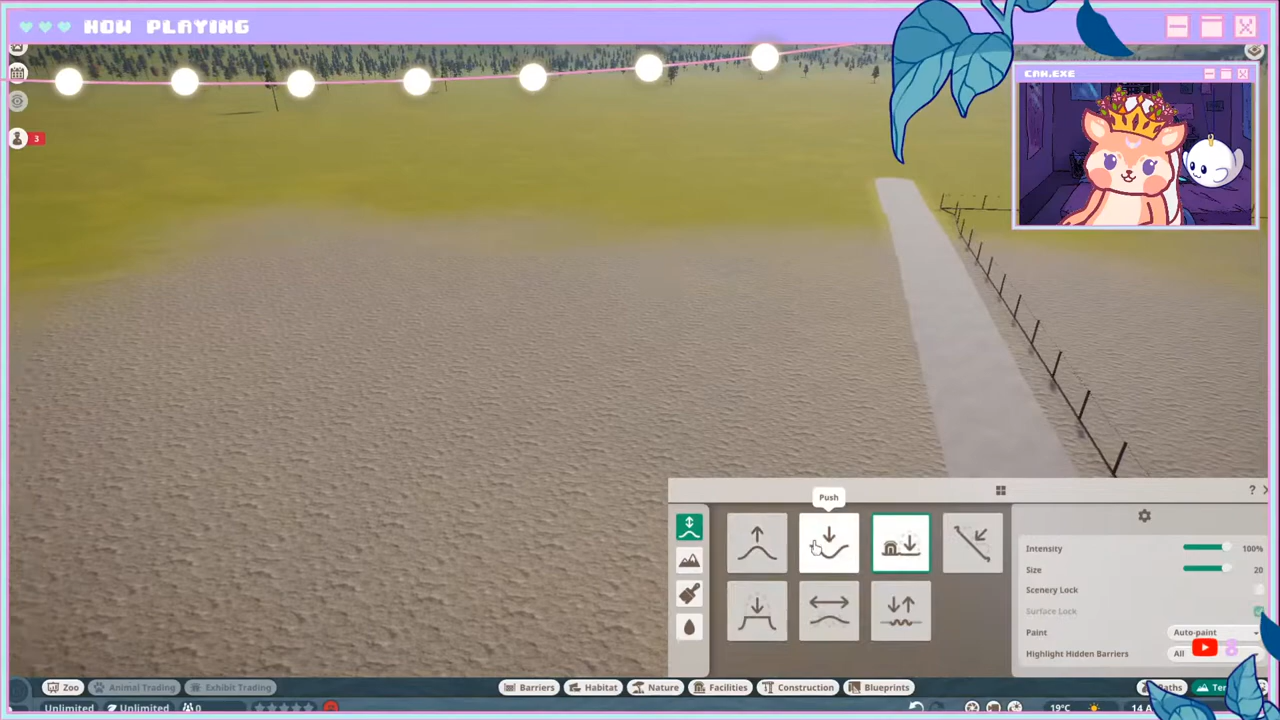 NOW PLAYING
CAM.EXE
3
Push
?
Intensity 100%
Size 20
Scenery Lock
Surface Lock
Paint Auto-paint
Highlight Hidden Barriers All
Zoo Animal Trading Exhibit Trading Barriers Habitat Nature Facilities Construction Blueprints
Unlimited Unlimited 0 19°C